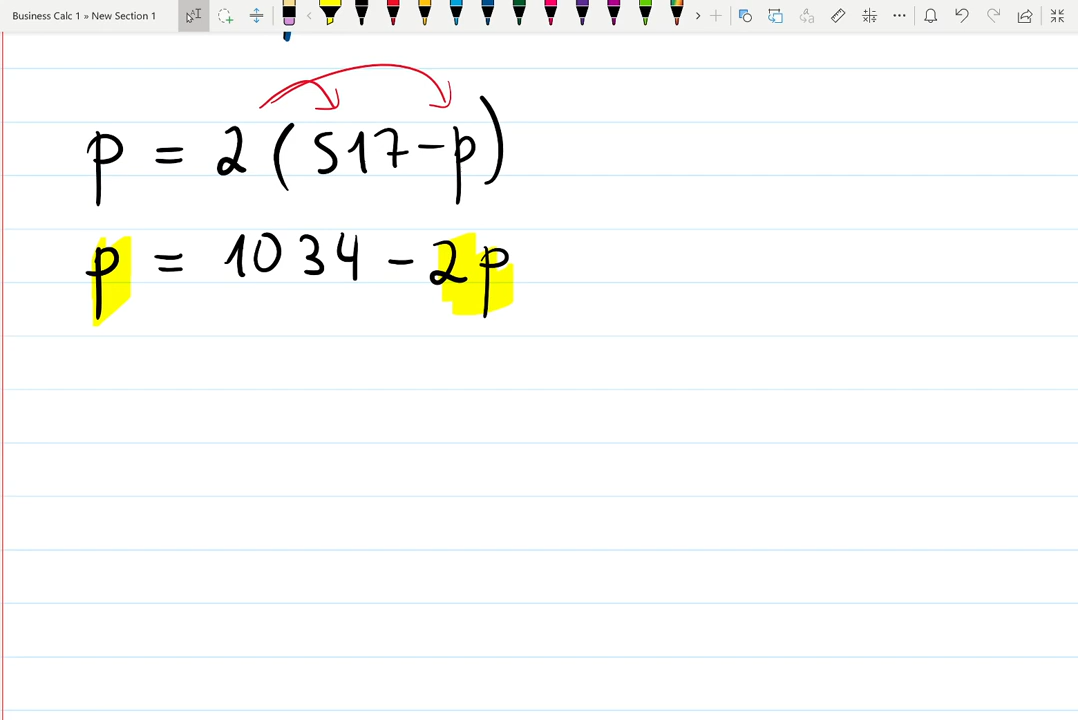 Business Calc 1 » New Section 1
p = 2 (517-p)
p = 1034 - 2p